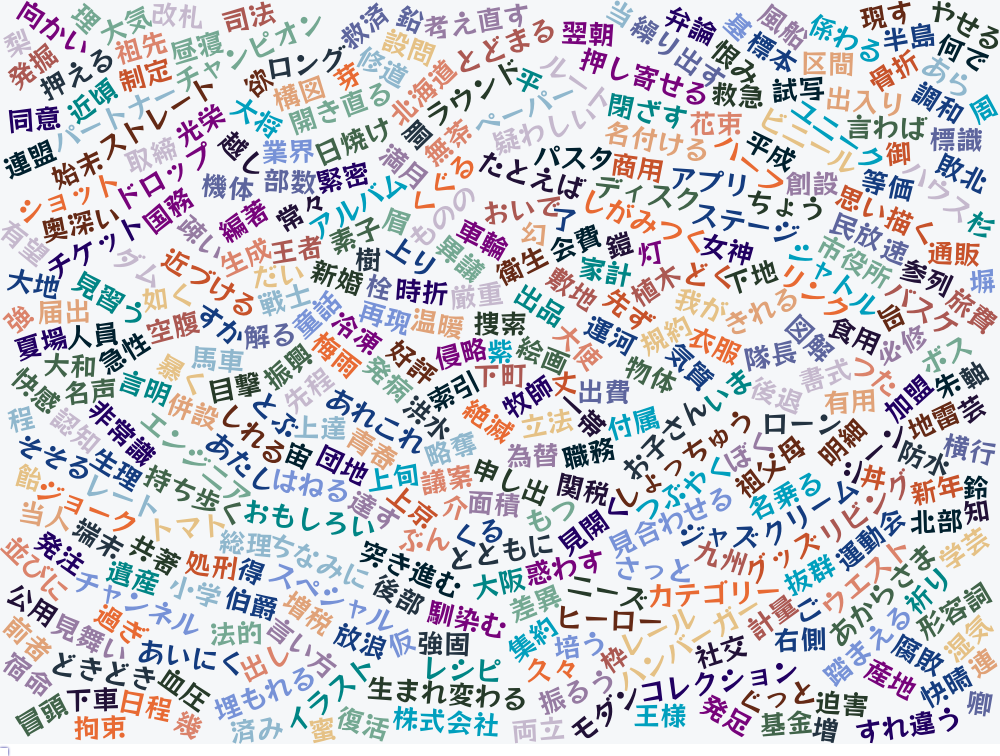 向かい
理
大気
改札
司法
チャンピオン
救済
鉛
考え直す
とどまる
翌朝
当
繰り出す
弁論
基
風船
標本
係わる
現す
半島
やせる
何で
梨
発掘
押える
祖先
昼寝
制定
欲
ロング
設問
修道
芽
構図
北海道
ラウンド
平
ルート
押し寄せる
恨み
救急
試写
区間
骨折
あら
調和
周
同意
近頃
パートナー
ストレート
光栄
大将
開き直る
無茶
ペーパー
疑わしい
閉ざす
花束
ビニール
ユニーク
出入り
言わば
標識
連盟
始末
取締
ドロップ
越し
業界
日焼け
満月
名付ける
ハーフ
平成
御
敗北
ショット
機体
部数
緊密
ぐる
たとえば
パスタ
商用
ディスク
アプリ
創設
等価
ハウス
杉
奥深い
国務
編著
常々
アルバム
眉
ものの
おいで
了
しがみつく
ステージ
ちょう
思い描く
民放
速
通販
有望
チケット
ダム
嫌い
生成
王者
素子
樹
上り
異議
車輪
幻
会費
鎧
灯
女神
ジャトル
市役所
参列
塀
大地
見習う
如く
近づける
だい
新婚
栓
時折
厳重
衛生
家計
敷地
先ず
植木
どく
下地
リンク
バスケ
旅費
強
届出
空腹
すか
戦士
童話
再現
温暖
捜索
出品
大使
運河
我が
規約
きれる
図解
食用
夏場
人員
急性
解る
冷凍
梅雨
好評
侵略
紫
絵画
気質
衣服
隊長
必修
ポスト
大和
暴く
馬車
目撃
振興
先程
発病
索引
下町
牧師
丈
出費
物体
いま
後退
書式
つた
有用
加盟
朱
軸
快感
名声
言明
併設
とぶ
あれこれ
洪水
絶滅
立法
付属
お子さん
ローン
地雷
芸
程
認知
非常識
エンジニア
しれる
上達
青春
略奪
為替
職務
しょっちゅう
ぼく
祖父母
明細
シーン
防水
横行
そそる
生理
あたし
宙
団地
上旬
議案
申し出
関税
つぶやく
名乗る
丼
新年
鈴
飴
ジョーク
レート
持ち歩く
はねる
達す
上京
介
面積
もつ
見開く
見合わせる
ジャズ
クリーム
リビング
北部
知
当人
端末
トマト
おもしろい
ぶん
くる
とともに
惑わす
さっと
九州
グッズ
運動会
学芸
並びに
発注
共著
処刑
得
総理
ちなみに
突き進む
大阪
ニーズ
カテゴリー
抜群
ウエスト
さま
祈り
形容詞
チャンネル
遺産
小学
伯爵
スペシャル
後部
馴染む
差異
ヒーロー
計量
ご
あから
公用
見舞い
過ぎ
法的
増税
放浪
仮
強固
集約
培う
レール
ハンバーガー
社交
右側
踏まえる
腐敗
湿気
前者
あいにく
言い方
出し
レシピ
久々
枠
コレクション
産地
快晴
連
宿命
どきどき
血圧
埋もれる
イラスト
生まれ変わる
振るう
モダン
ぐっと
迫害
卿
冒頭
下車
日程
拘束
幾
済み
蜜
復活
株式会社
両立
王様
発足
基金
増
すれ違う